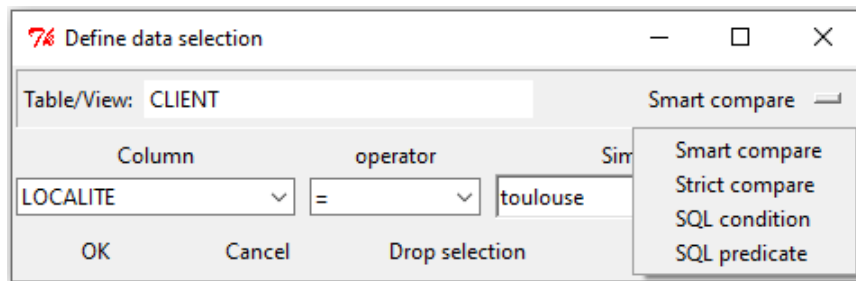 Define data selection
Table/View: CLIENT Smart compare
Column operator Sim
LOCALITE = toulouse
OK Cancel Drop selection
Smart compare
Strict compare
SQL condition
SQL predicate